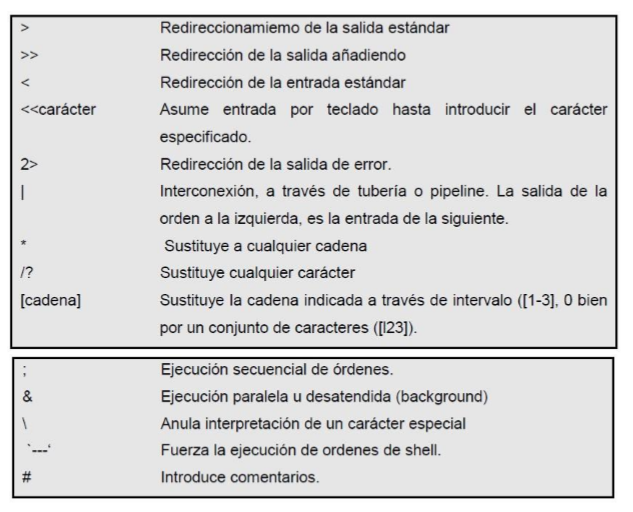 > Redireccionamiemo de la salida estándar
>> Redirección de la salida añadiendo
< Redirección de la entrada estándar
<<carácter Asume entrada por teclado hasta introducir el carácter
especificado.
2> Redirección de la salida de error.
| Interconexión, a través de tubería o pipeline. La salida de la
orden a la izquierda, es la entrada de la siguiente.
* Sustituye a cualquier cadena
/? Sustituye cualquier carácter
[cadena] Sustituye la cadena indicada a través de intervalo ([1-3], 0 bien
por un conjunto de caracteres ([l23]).
; Ejecución secuencial de órdenes.
& Ejecución paralela u desatendida (background)
\ Anula interpretación de un carácter especial
`---‘ Fuerza la ejecución de ordenes de shell.
# Introduce comentarios.